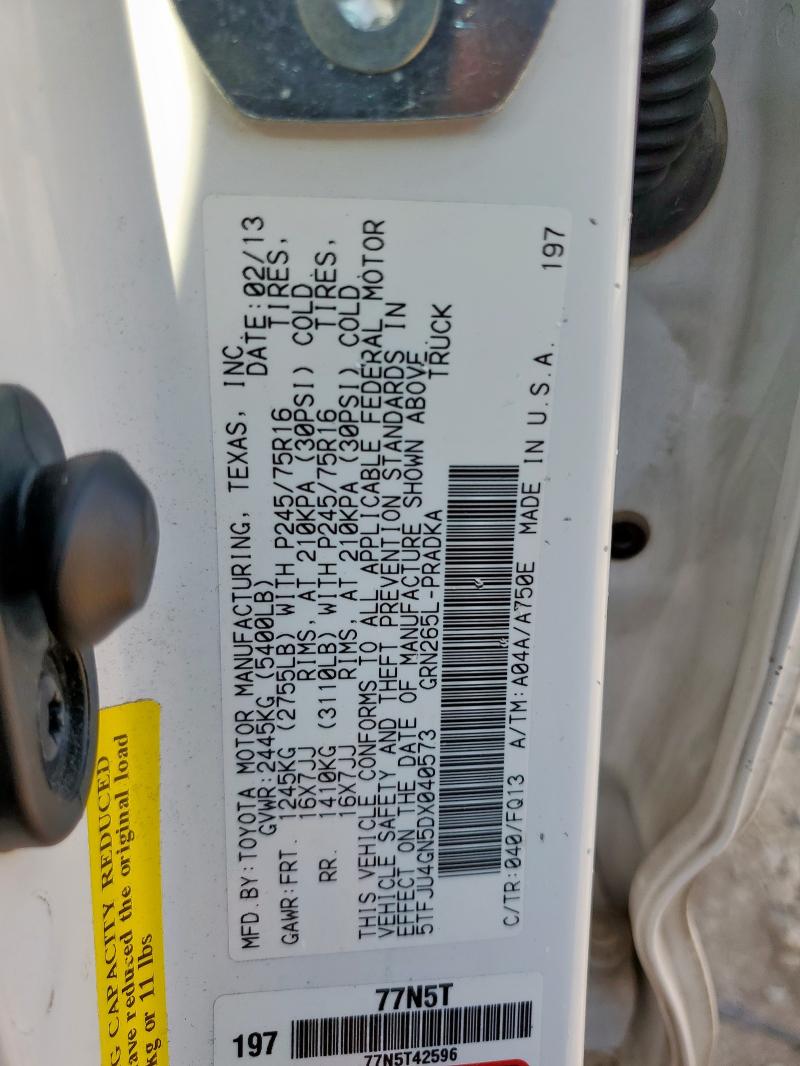 MFD.BY:TOYOTA MOTOR MANUFACTURING, TEXAS, INC.
GVWR:2445KG (5400LB) DATE:02/13
GAWR:FRT. 1245KG (2755LB) WITH P245/75R16 TIRES,
16X7JJ RIMS, AT 210KPA (30PSI) COLD
RR. 1410KG (3110LB) WITH P245/75R16 TIRES,
16X7JJ RIMS, AT 210KPA (30PSI) COLD
THIS VEHICLE CONFORMS TO ALL APPLICABLE FEDERAL MOTOR
VEHICLE SAFETY AND THEFT PREVENTION STANDARDS IN
EFFECT ON THE DATE OF MANUFACTURE SHOWN ABOVE
5TFJU4GN5DX040573 GRN265L-PRADKA TRUCK
C/TR:040/FQ13 A/TM:A04A/A750E MADE IN U.S.A. 197
CAPACITY REDUCED
reduced the original load
kg or 11 lbs
77N5T
197
77N5T42596